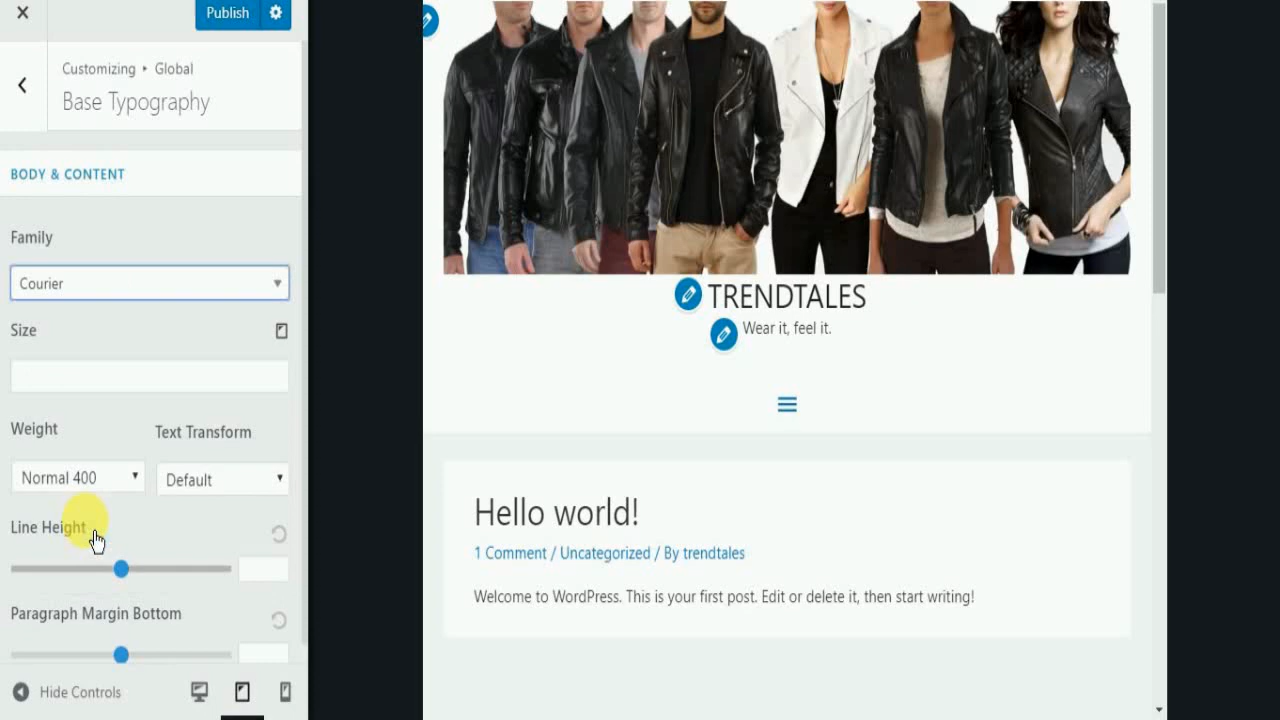 Publish
Customizing ▸ Global
Base Typography
BODY & CONTENT
Family
Courier
Size
Weight
Text Transform
Normal 400
Default
Line Height
Paragraph Margin Bottom
Hide Controls
TRENDTALES
Wear it, feel it.
Hello world!
1 Comment / Uncategorized / By trendtales
Welcome to WordPress. This is your first post. Edit or delete it, then start writing!